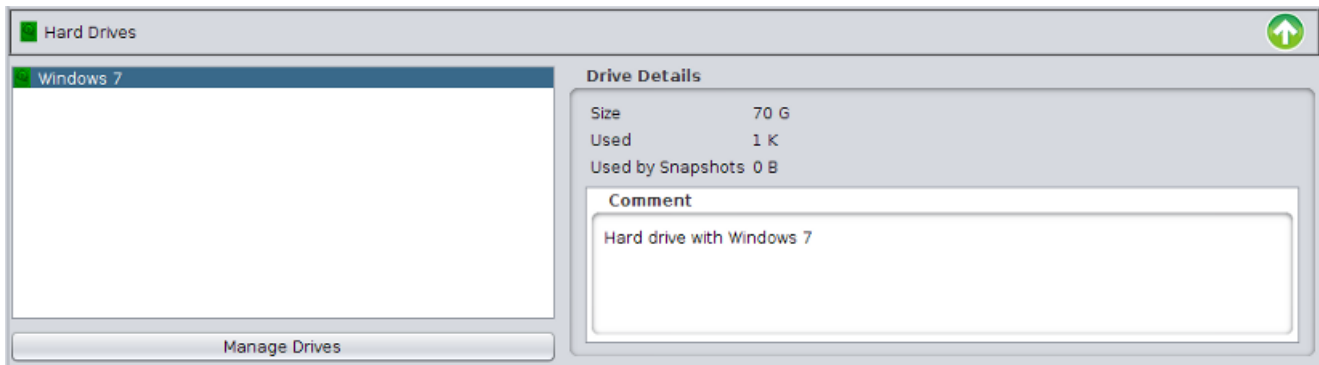 Hard Drives
Windows 7
Manage Drives
Drive Details
Size 70 G
Used 1 K
Used by Snapshots 0 B
Comment
Hard drive with Windows 7